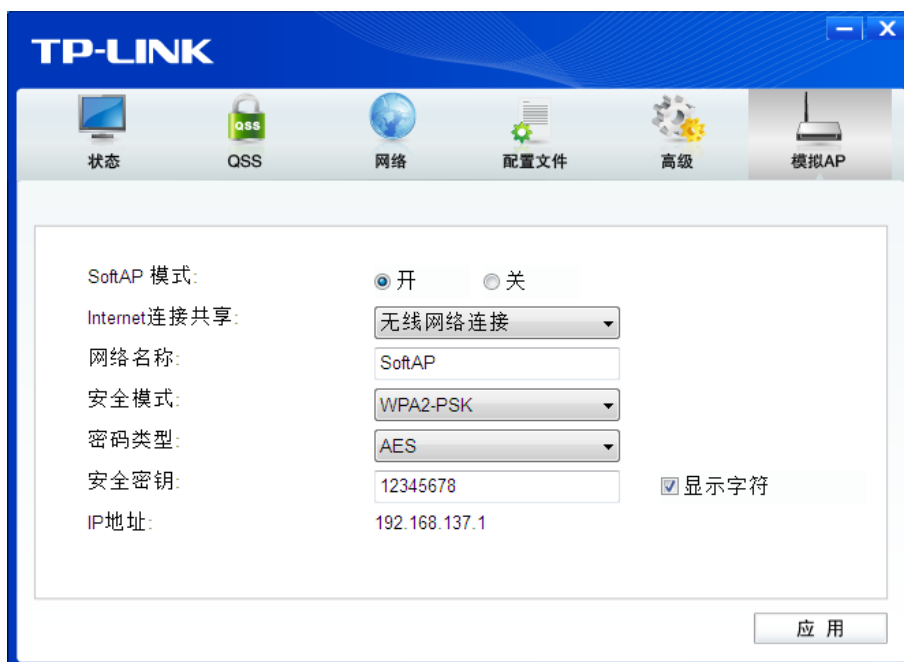 TP-LINK
QSS
状态
QSS
网络
配置文件
高级
模拟AP
SoftAP 模式:
开
关
Internet连接共享:
无线网络连接
网络名称:
SoftAP
安全模式:
WPA2-PSK
密码类型:
AES
安全密钥:
12345678
显示字符
IP地址:
192.168.137.1
应 用